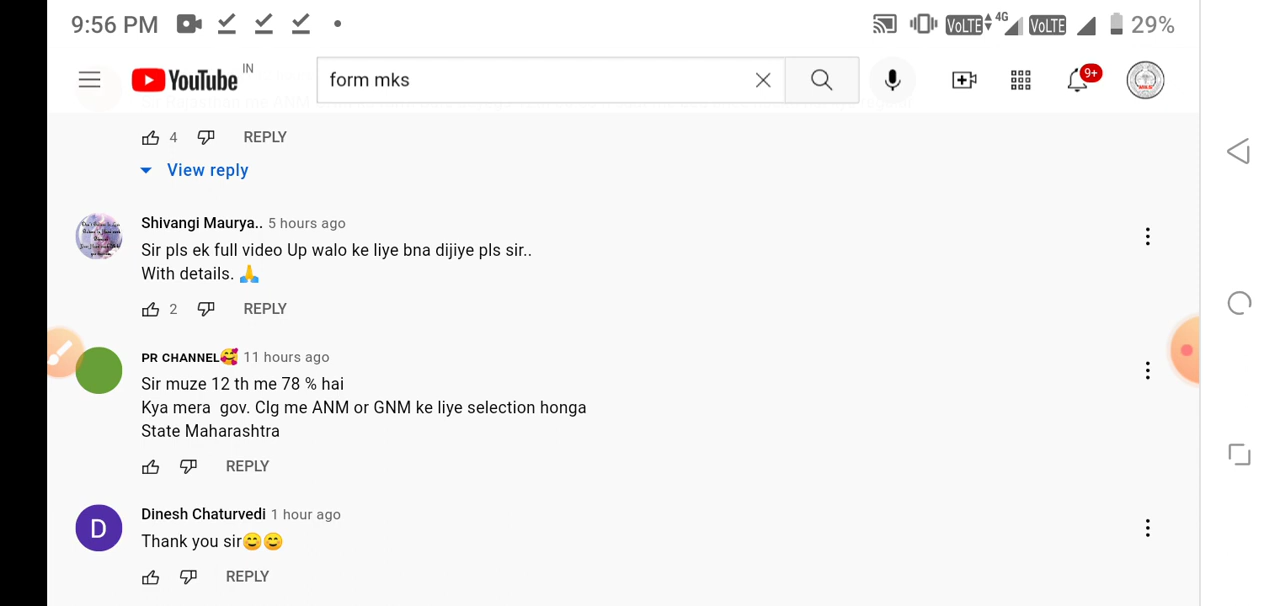 9:56 PM
4G
VoLTE VoLTE 29%
YouTube IN
form mks
9+
4 REPLY
View reply
Shivangi Maurya.. 5 hours ago
Sir pls ek full video Up walo ke liye bna dijiye pls sir..
With details. 🙏
2 REPLY
PR CHANNEL🥰 11 hours ago
Sir muze 12 th me 78 % hai
Kya mera gov. Clg me ANM or GNM ke liye selection honga
State Maharashtra
REPLY
D
Dinesh Chaturvedi 1 hour ago
Thank you sir😊😊
REPLY